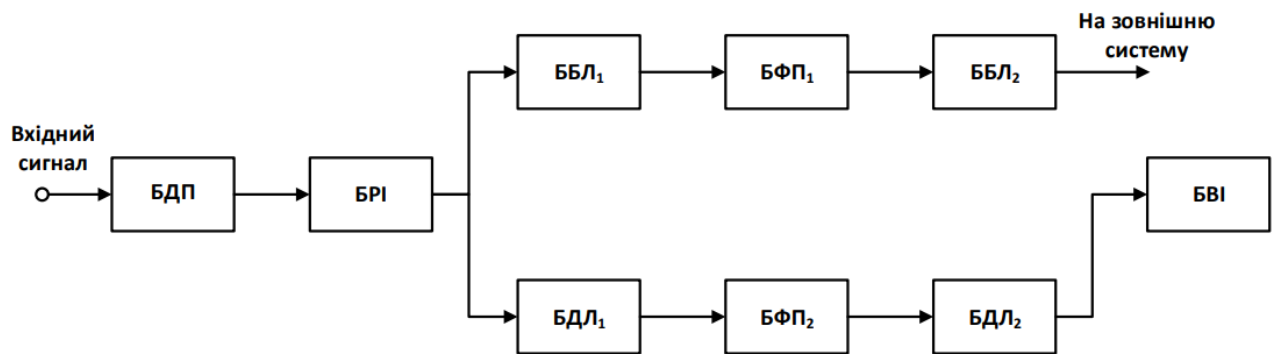 На зовнішню
систему
ББЛ₁
БФП₁
ББЛ₂
Вхідний
сигнал
БДП
БРІ
БВІ
БДЛ₁
БФП₂
БДЛ₂